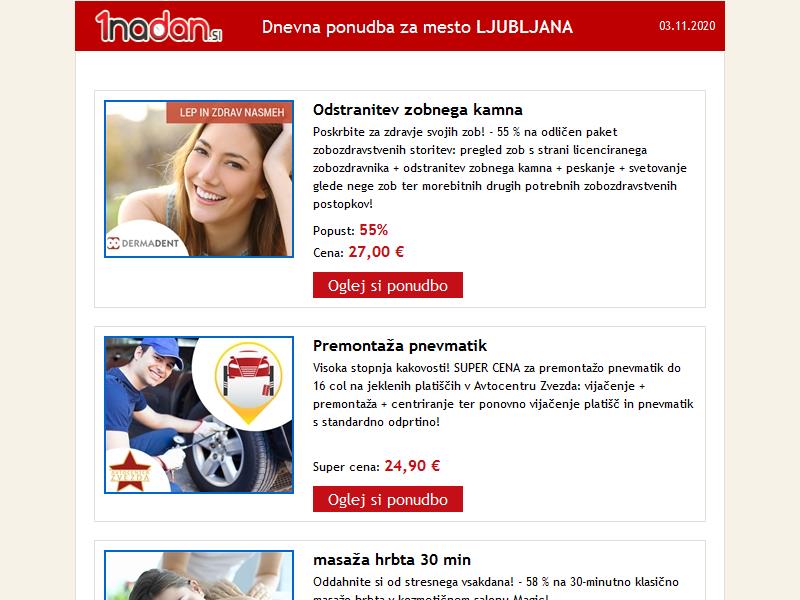 1nadan.si
Dnevna ponudba za mesto LJUBLJANA
03.11.2020
LEP IN ZDRAV NASMEH
DERMADENT
Odstranitev zobnega kamna
Poskrbite za zdravje svojih zob! - 55 % na odličen paket
zobozdravstvenih storitev: pregled zob s strani licenciranega
zobozdravnika + odstranitev zobnega kamna + peskanje + svetovanje
glede nege zob ter morebitnih drugih potrebnih zobozdravstvenih
postopkov!
Popust: 55%
Cena: 27,00 €
Oglej si ponudbo
ZVEZDA
Premontaža pnevmatik
Visoka stopnja kakovosti! SUPER CENA za premontažo pnevmatik do
16 col na jeklenih platiščih v Avtocentru Zvezda: vijačenje +
premontaža + centriranje ter ponovno vijačenje platišč in pnevmatik
s standardno odprtino!
Super cena: 24,90 €
Oglej si ponudbo
masaža hrbta 30 min
Oddahnite si od stresnega vsakdana! - 58 % na 30-minutno klasično
masažo hrbta v kozmetičnem salonu Magic!